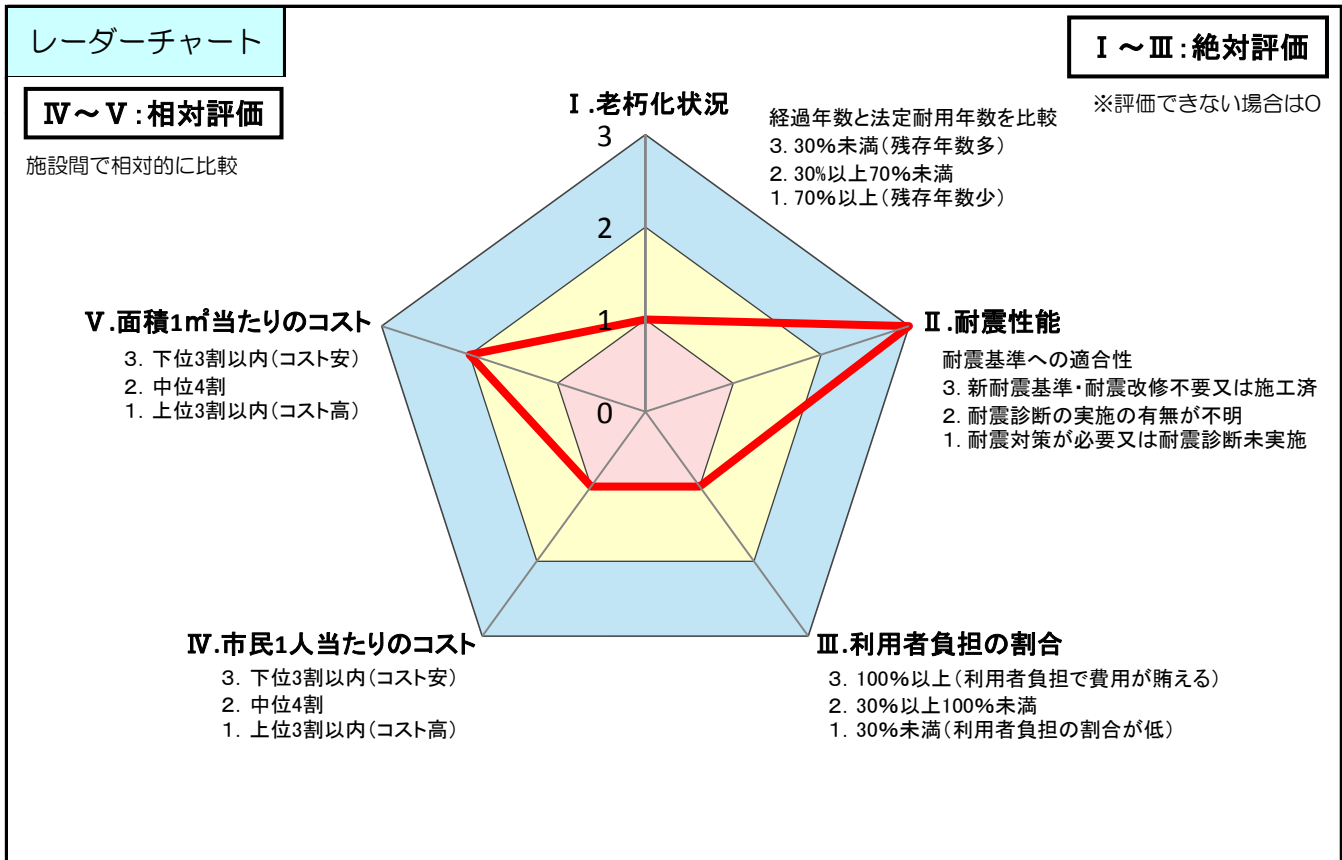 レーダーチャート
Ⅰ～Ⅲ:絶対評価
※評価できない場合は0
Ⅳ～Ⅴ:相対評価
施設間で相対的に比較
Ⅰ.老朽化状況
経過年数と法定耐用年数を比較
3. 30%未満(残存年数多)
2. 30%以上70%未満
1. 70%以上(残存年数少)
3
2
1
0
Ⅱ.耐震性能
耐震基準への適合性
3. 新耐震基準・耐震改修不要又は施工済
2. 耐震診断の実施の有無が不明
1. 耐震対策が必要又は耐震診断未実施
Ⅴ.面積1㎡当たりのコスト
3. 下位3割以内(コスト安)
2. 中位4割
1. 上位3割以内(コスト高)
Ⅳ.市民1人当たりのコスト
3. 下位3割以内(コスト安)
2. 中位4割
1. 上位3割以内(コスト高)
Ⅲ.利用者負担の割合
3. 100%以上(利用者負担で費用が賄える)
2. 30%以上100%未満
1. 30%未満(利用者負担の割合が低)